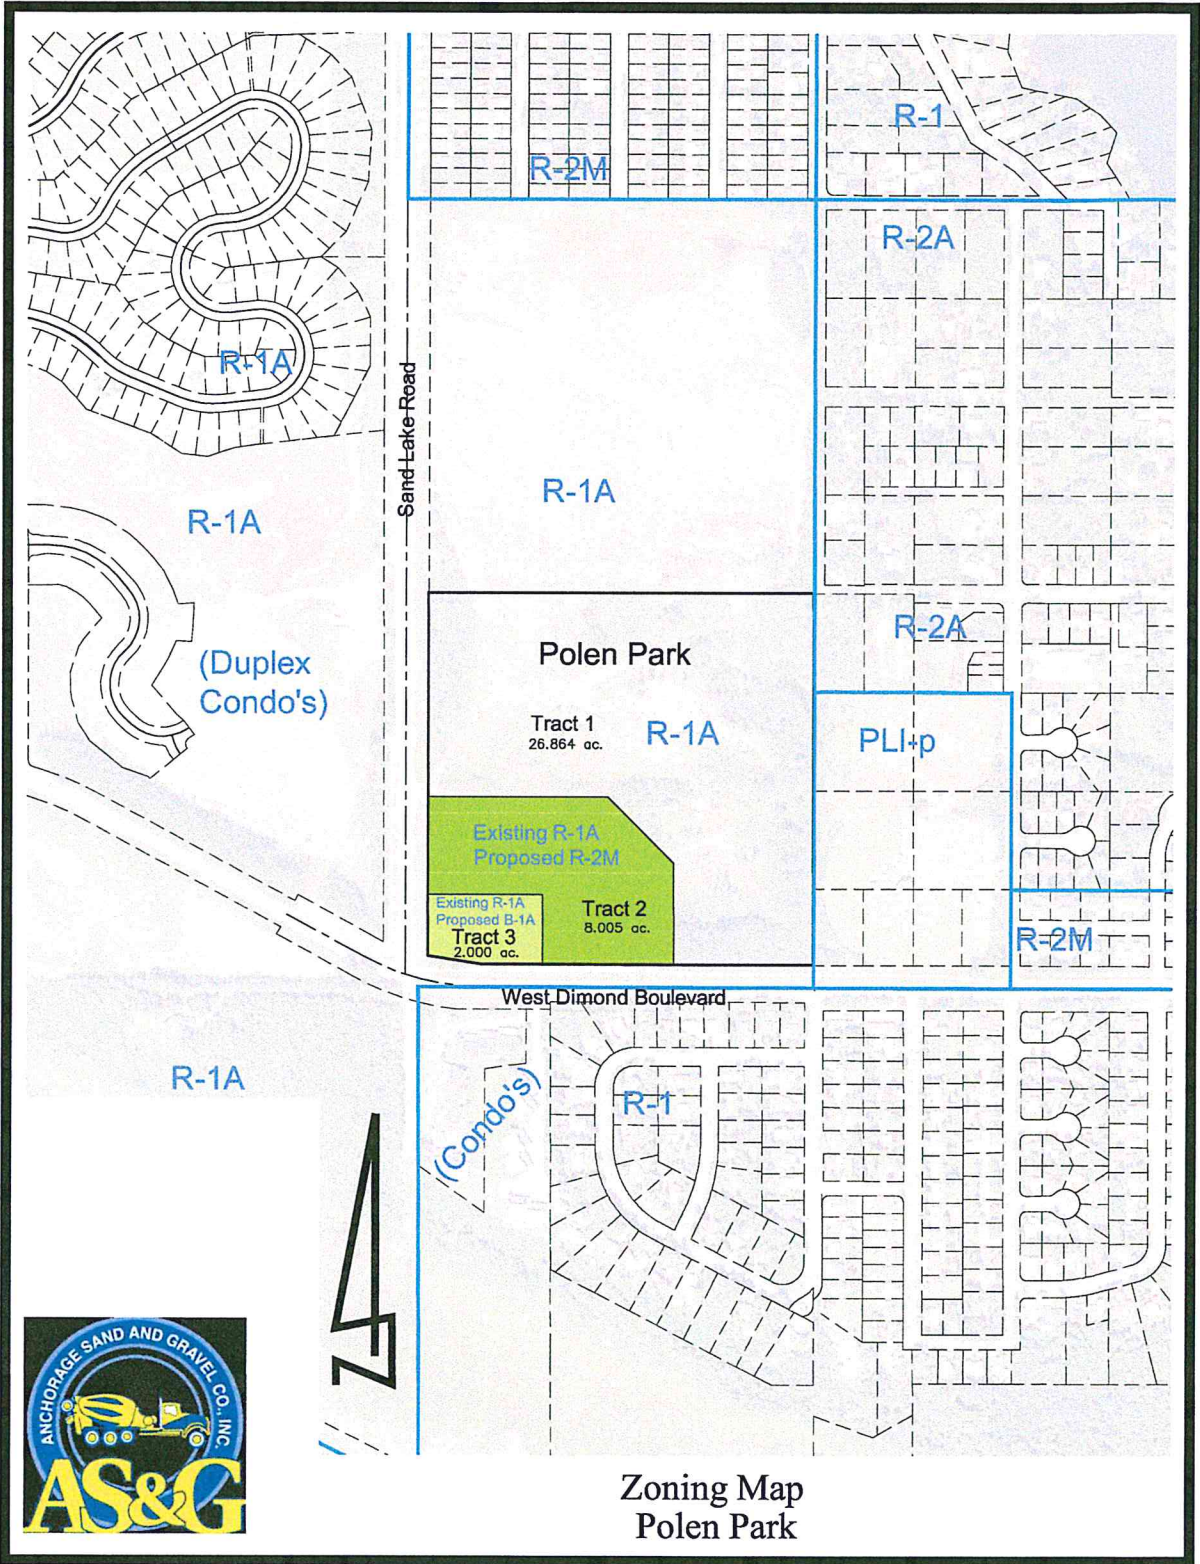 R-1
R-2M
R-2A
R-1A
Sand Lake Road
R-1A
R-1A
R-2A
Polen Park
(Duplex
Condo's)
Tract 1
26.864 ac.
R-1A
PLI-p
Existing R-1A
Proposed R-2M
Existing R-1A
Proposed B-1A
Tract 3
2.000 ac.
Tract 2
8.005 ac.
R-2M
West Dimond Boulevard
R-1A
(Condo's)
R-1
ANCHORAGE SAND AND GRAVEL CO., INC.
AS&G
Zoning Map
Polen Park